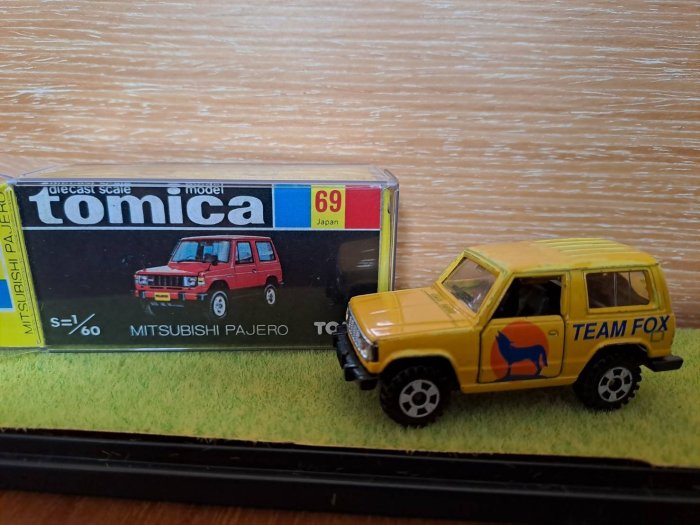 diecast scale model
tomica
69
Japan
S=1/60
MITSUBISHI PAJERO
TO
MITSUBISHI PAJERO
TEAM FOX